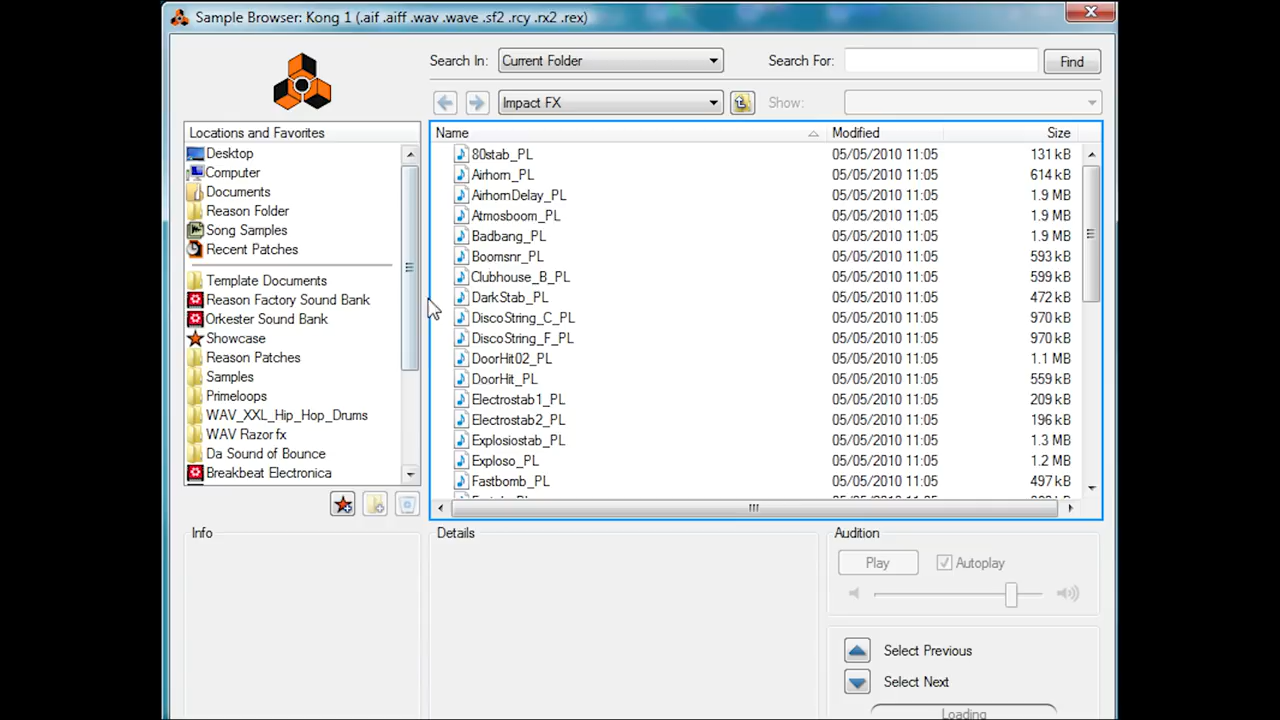 Sample Browser: Kong 1 (.aif .aiff .wav .wave .sf2 .rcy .rx2 .rex)
Search In: Current Folder Search For: Find
Impact FX Show:
Locations and Favorites
Desktop
Computer
Documents
Reason Folder
Song Samples
Recent Patches
Template Documents
Reason Factory Sound Bank
Orkester Sound Bank
Showcase
Reason Patches
Samples
Primeloops
WAV_XXL_Hip_Hop_Drums
WAV Razor fx
Da Sound of Bounce
Breakbeat Electronica
Name Modified Size
80stab_PL 05/05/2010 11:05 131 kB
Airhorn_PL 05/05/2010 11:05 614 kB
AirhornDelay_PL 05/05/2010 11:05 1.9 MB
Atmosboom_PL 05/05/2010 11:05 1.9 MB
Badbang_PL 05/05/2010 11:05 1.9 MB
Boomsnr_PL 05/05/2010 11:05 593 kB
Clubhouse_B_PL 05/05/2010 11:05 599 kB
DarkStab_PL 05/05/2010 11:05 472 kB
DiscoString_C_PL 05/05/2010 11:05 970 kB
DiscoString_F_PL 05/05/2010 11:05 970 kB
DoorHit02_PL 05/05/2010 11:05 1.1 MB
DoorHit_PL 05/05/2010 11:05 559 kB
Electrostab1_PL 05/05/2010 11:05 209 kB
Electrostab2_PL 05/05/2010 11:05 196 kB
Explosiostab_PL 05/05/2010 11:05 1.3 MB
Exploso_PL 05/05/2010 11:05 1.2 MB
Fastbomb_PL 05/05/2010 11:05 497 kB
Info
Details
Audition
Play Autoplay
Select Previous
Select Next
Loading